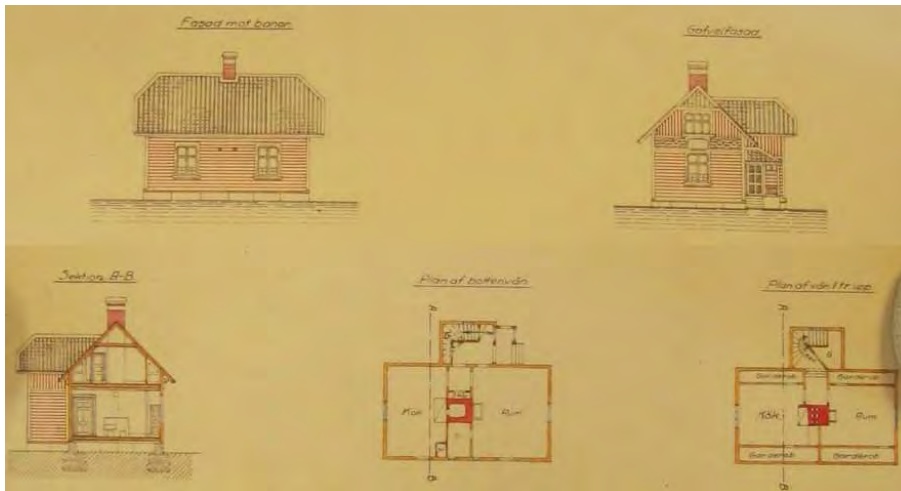 Fasad mot banan.
Gafvelfasad.
Sektion A-B.
Plan af bottenvån.
Plan af vån 1 tr. upp.
Rum
Garderob
Garderob
Kök
Rum
Garderob
Garderob